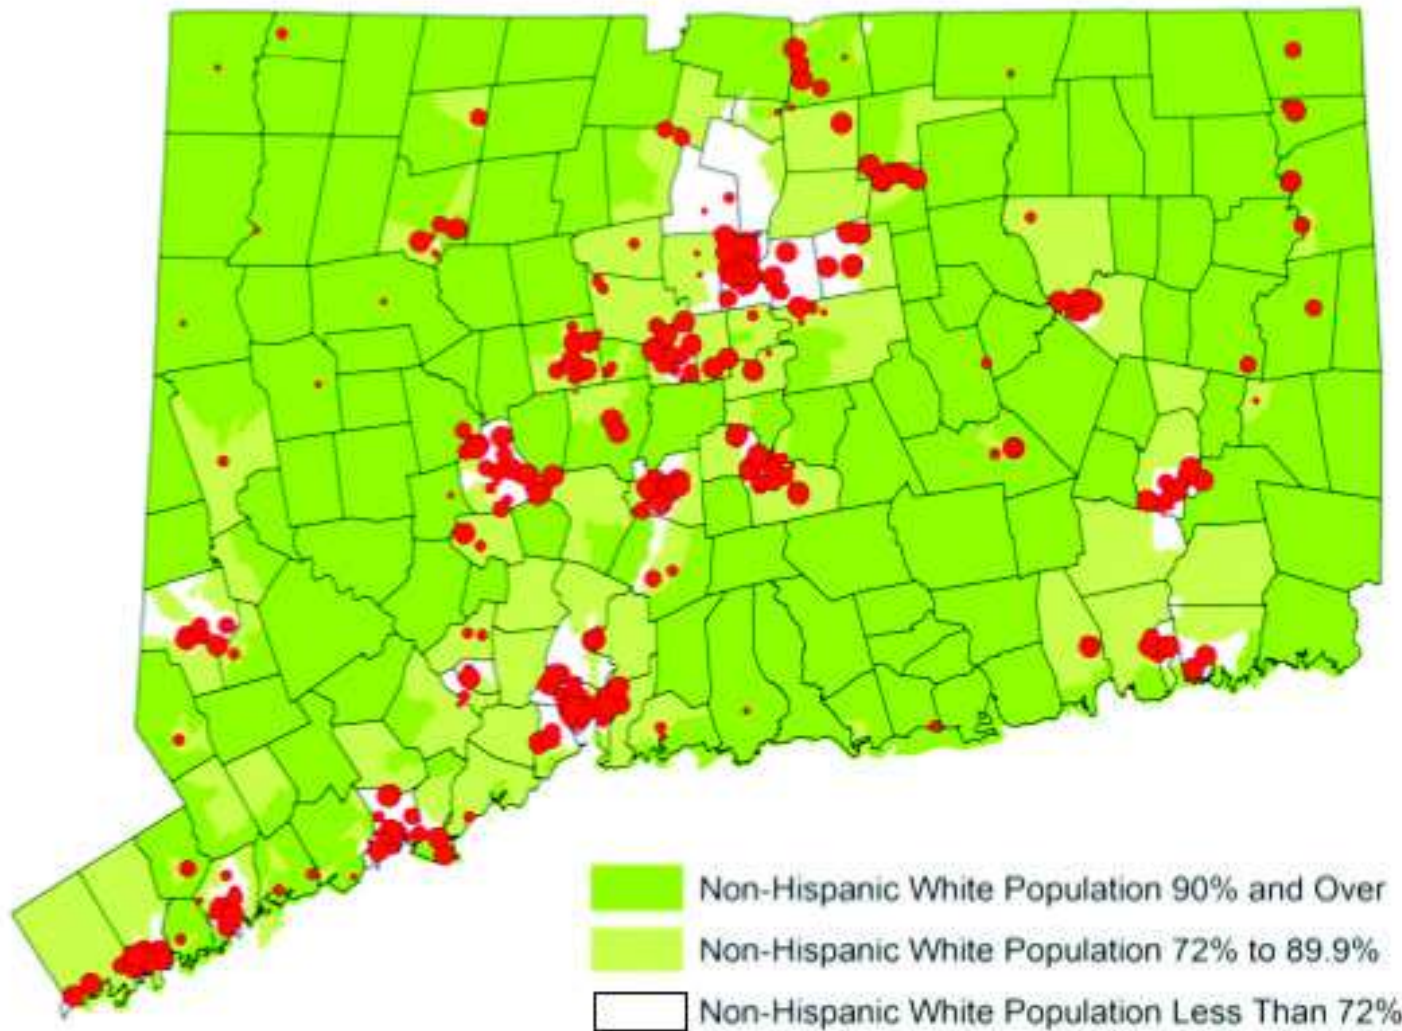 Non-Hispanic White Population 90% and Over
Non-Hispanic White Population 72% to 89.9%
Non-Hispanic White Population Less Than 72%